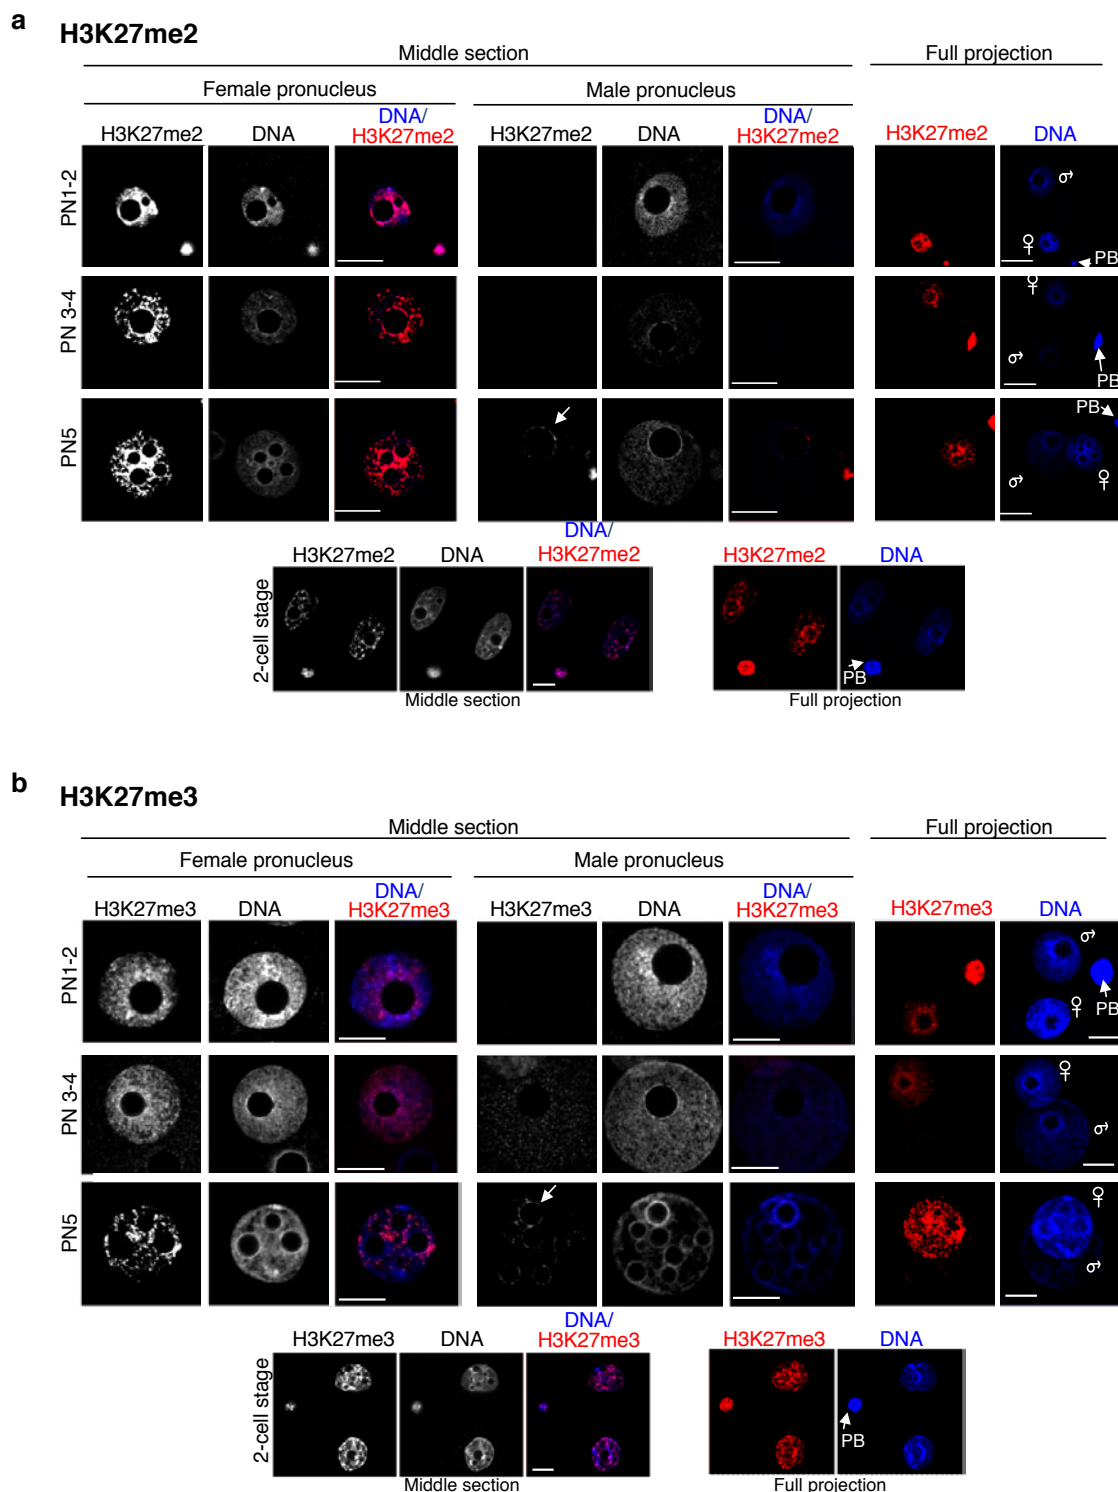 a
H3K27me2
Middle section
Full projection
Female pronucleus
Male pronucleus
H3K27me2
DNA
DNA/
H3K27me2
H3K27me2
DNA
DNA/
H3K27me2
H3K27me2
DNA
PN1-2
♂
♀
PB
PN 3-4
♀
♂
PB
PN5
PB
♂
♀
H3K27me2
DNA
DNA/
H3K27me2
H3K27me2
DNA
2-cell stage
PB
Middle section
Full projection
b
H3K27me3
Middle section
Full projection
Female pronucleus
Male pronucleus
H3K27me3
DNA
DNA/
H3K27me3
H3K27me3
DNA
DNA/
H3K27me3
H3K27me3
DNA
PN1-2
♂
♀
PB
PN 3-4
♀
♂
PN5
♀
♂
H3K27me3
DNA
DNA/
H3K27me3
H3K27me3
DNA
2-cell stage
PB
Middle section
Full projection